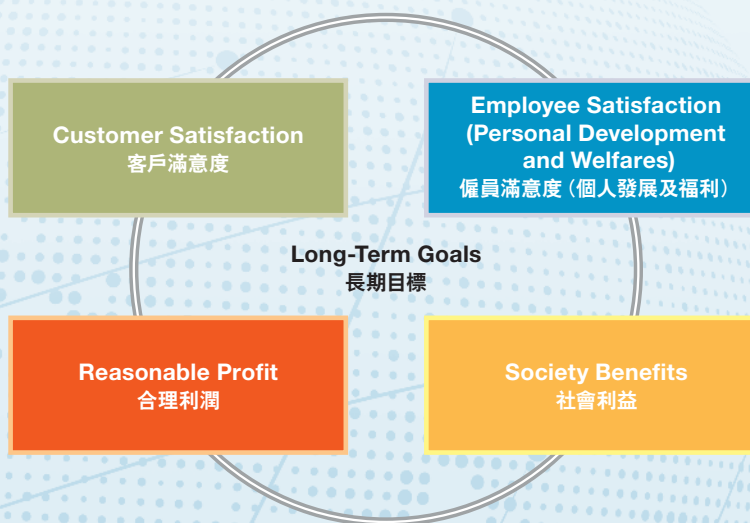 Customer Satisfaction
客戶滿意度
Employee Satisfaction
(Personal Development
and Welfares)
僱員滿意度（個人發展及福利）
Long-Term Goals
長期目標
Reasonable Profit
合理利潤
Society Benefits
社會利益